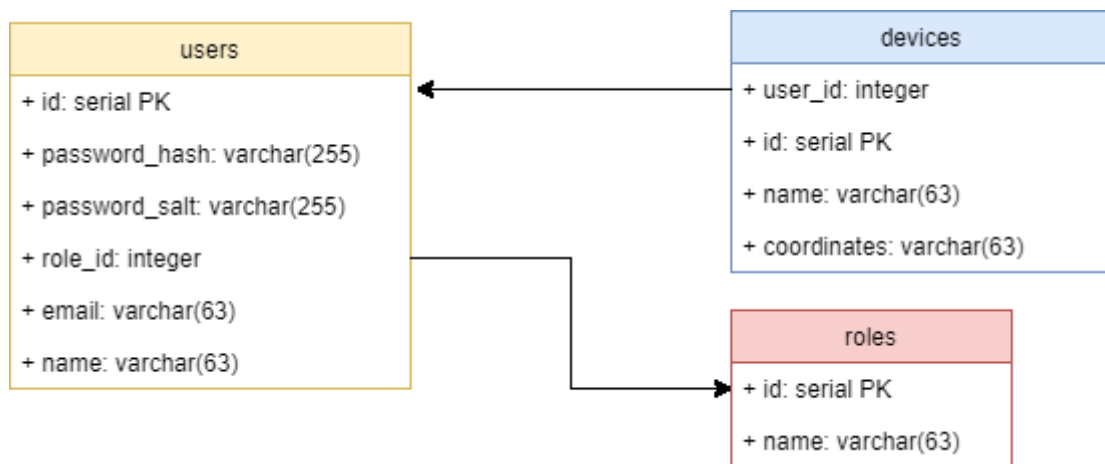 users
+ id: serial PK
+ password_hash: varchar(255)
+ password_salt: varchar(255)
+ role_id: integer
+ email: varchar(63)
+ name: varchar(63)
devices
+ user_id: integer
+ id: serial PK
+ name: varchar(63)
+ coordinates: varchar(63)
roles
+ id: serial PK
+ name: varchar(63)